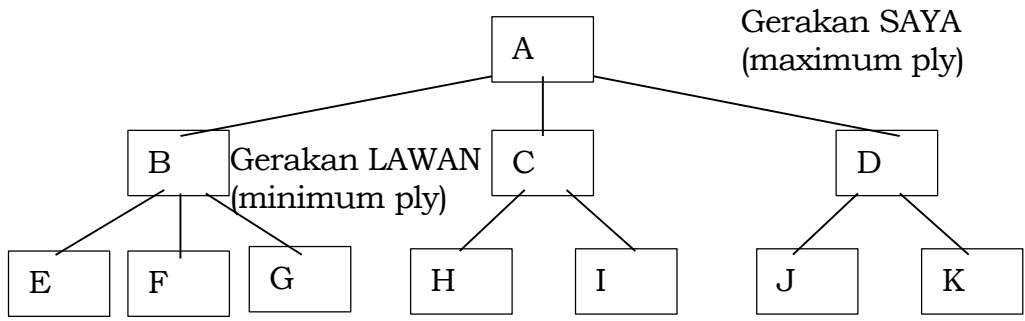 Gerakan SAYA
(maximum ply)
A
B
Gerakan LAWAN
(minimum ply)
C
D
E
F
G
H
I
J
K